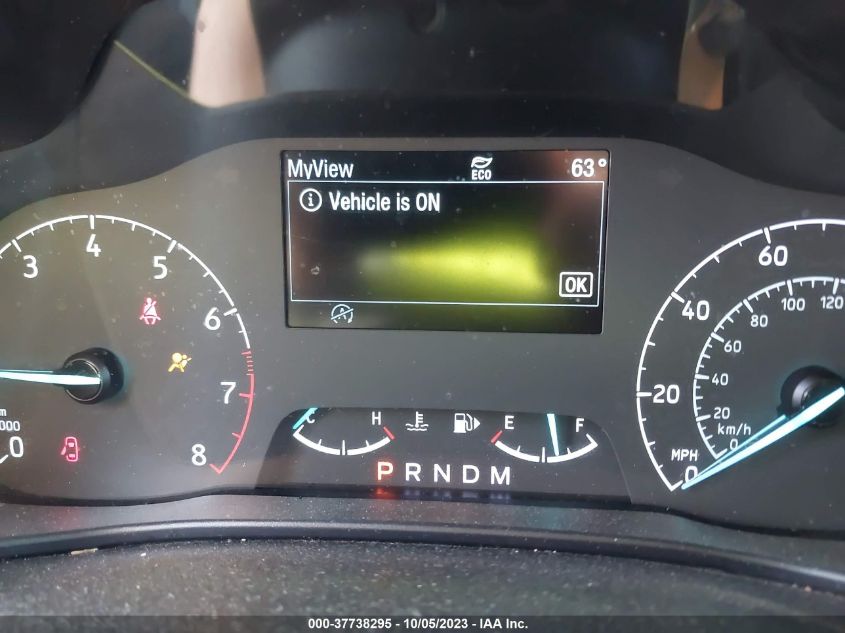 MyView ECO 63°
Vehicle is ON
OK
3 4 5 6 7 8
000
0
C H E F
P R N D M
60 40 20 0
MPH
120 100 80 60 40 20 0
km/h
000-37738295 - 10/05/2023 - IAA Inc.